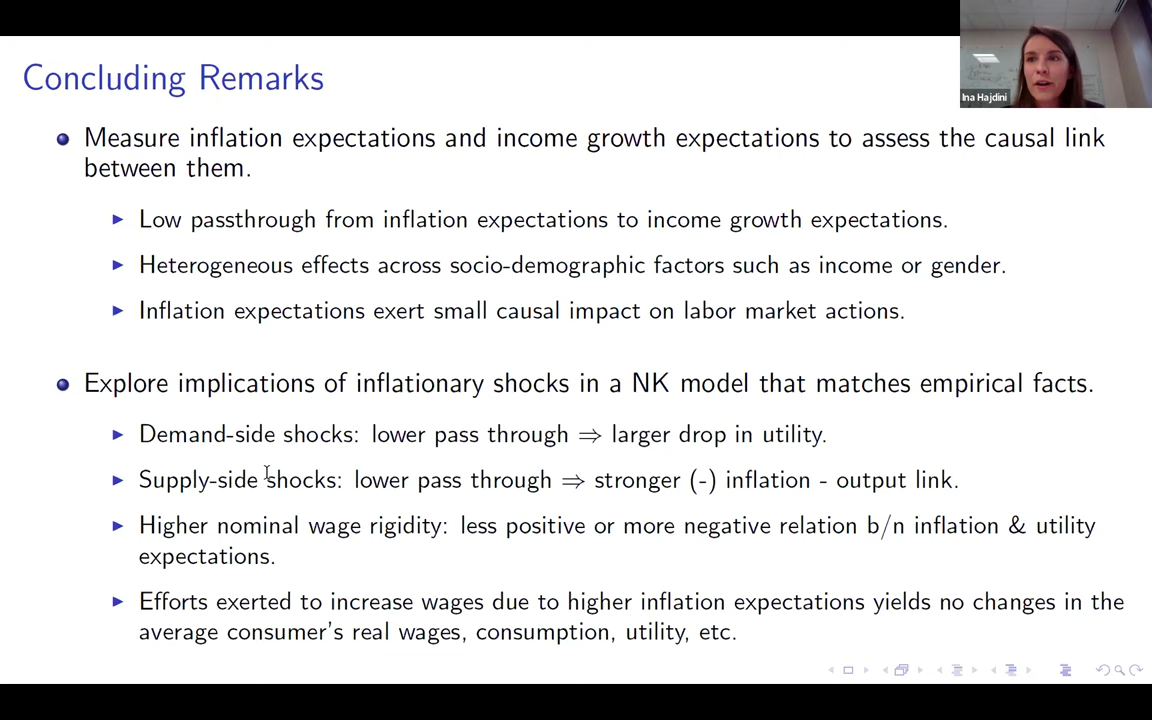 Concluding Remarks
Ina Hajdini
Measure inflation expectations and income growth expectations to assess the causal link
between them.
Low passthrough from inflation expectations to income growth expectations.
Heterogeneous effects across socio-demographic factors such as income or gender.
Inflation expectations exert small causal impact on labor market actions.
Explore implications of inflationary shocks in a NK model that matches empirical facts.
Demand-side shocks: lower pass through ⇒ larger drop in utility.
Supply-side shocks: lower pass through ⇒ stronger (-) inflation - output link.
Higher nominal wage rigidity: less positive or more negative relation b/n inflation & utility
expectations.
Efforts exerted to increase wages due to higher inflation expectations yields no changes in the
average consumer's real wages, consumption, utility, etc.